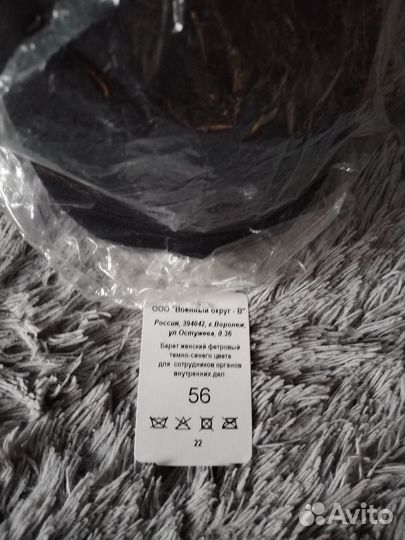 ООО "Военный округ - В"
Россия, 394042, г.Воронеж,
ул.Остужева, д.36
Берет женский фетровый
темно-синего цвета
для сотрудников органов
внутренних дел
56
22
Avito